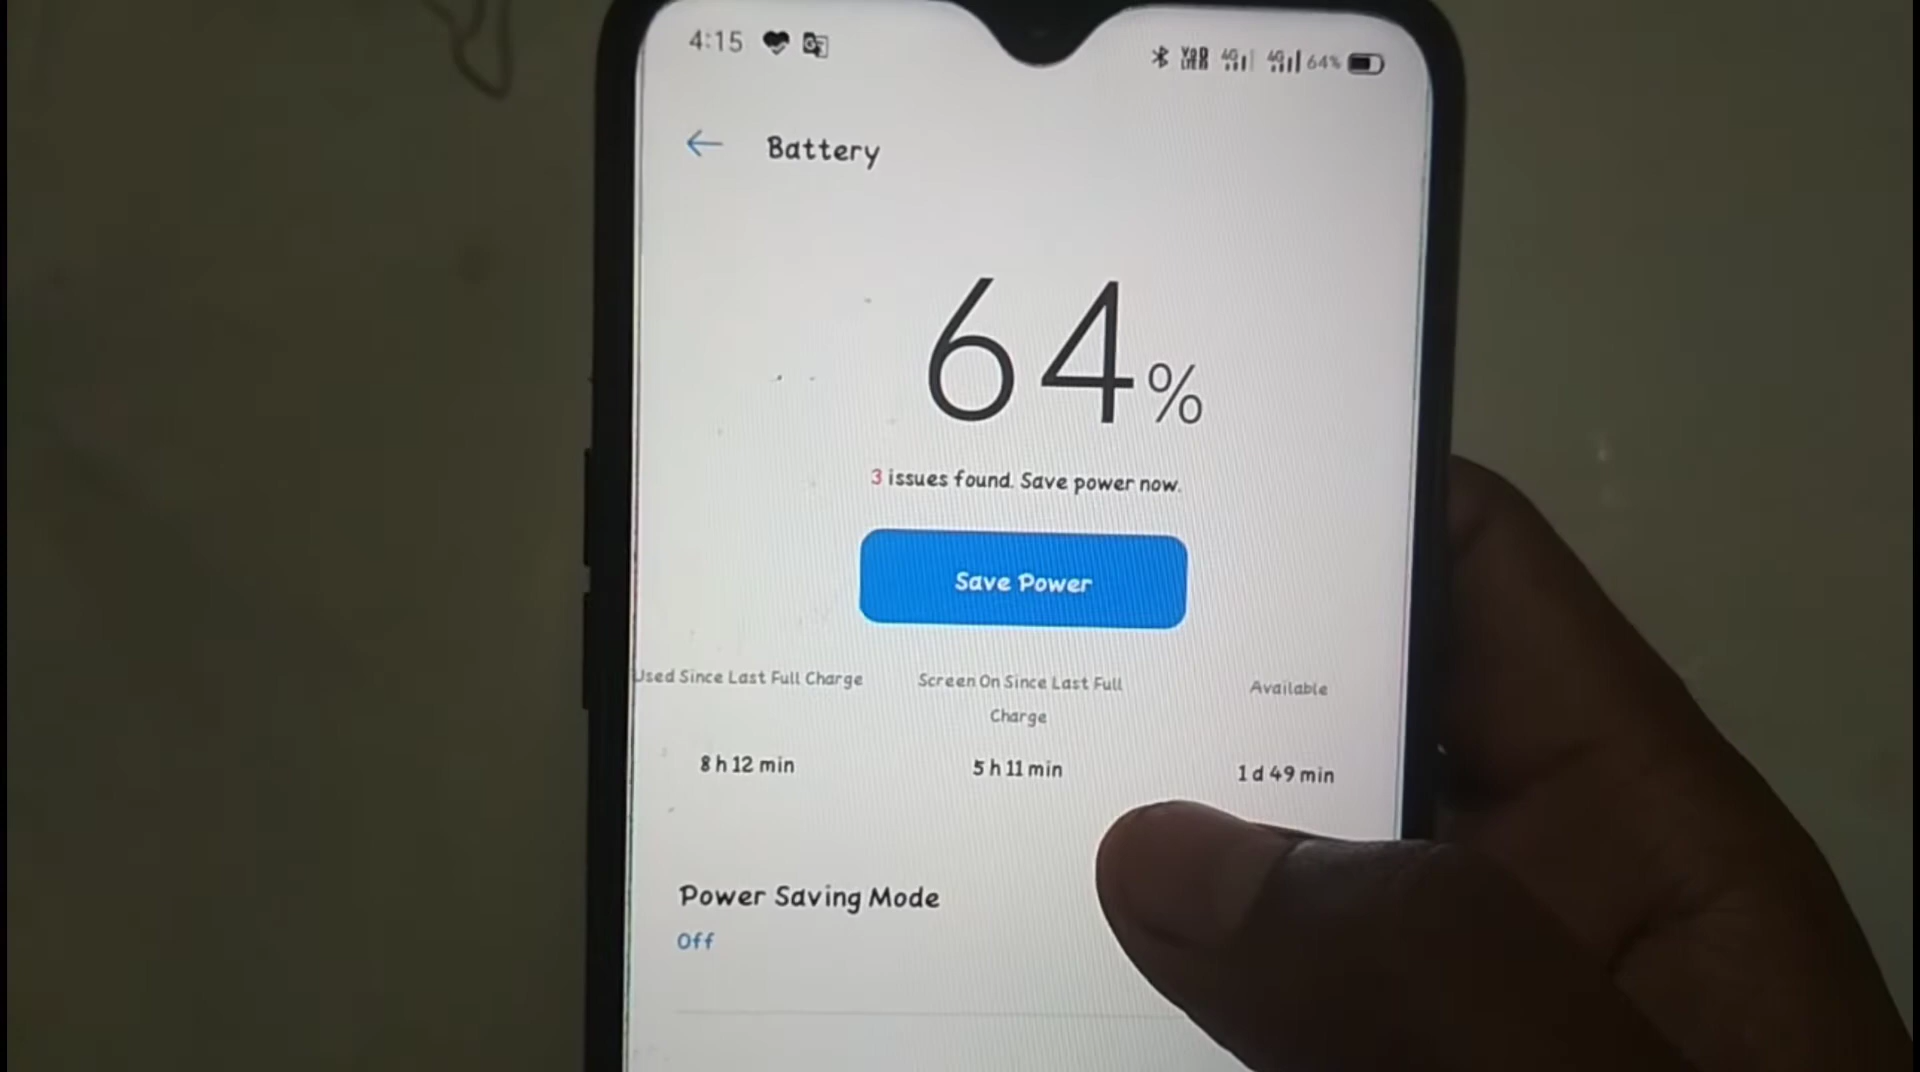 4:15
4G 4G 64%
Battery
64%
3 issues found. Save power now.
Save Power
Used Since Last Full Charge
Screen On Since Last Full
Charge
Available
8 h 12 min
5 h 11 min
1 d 49 min
Power Saving Mode
Off